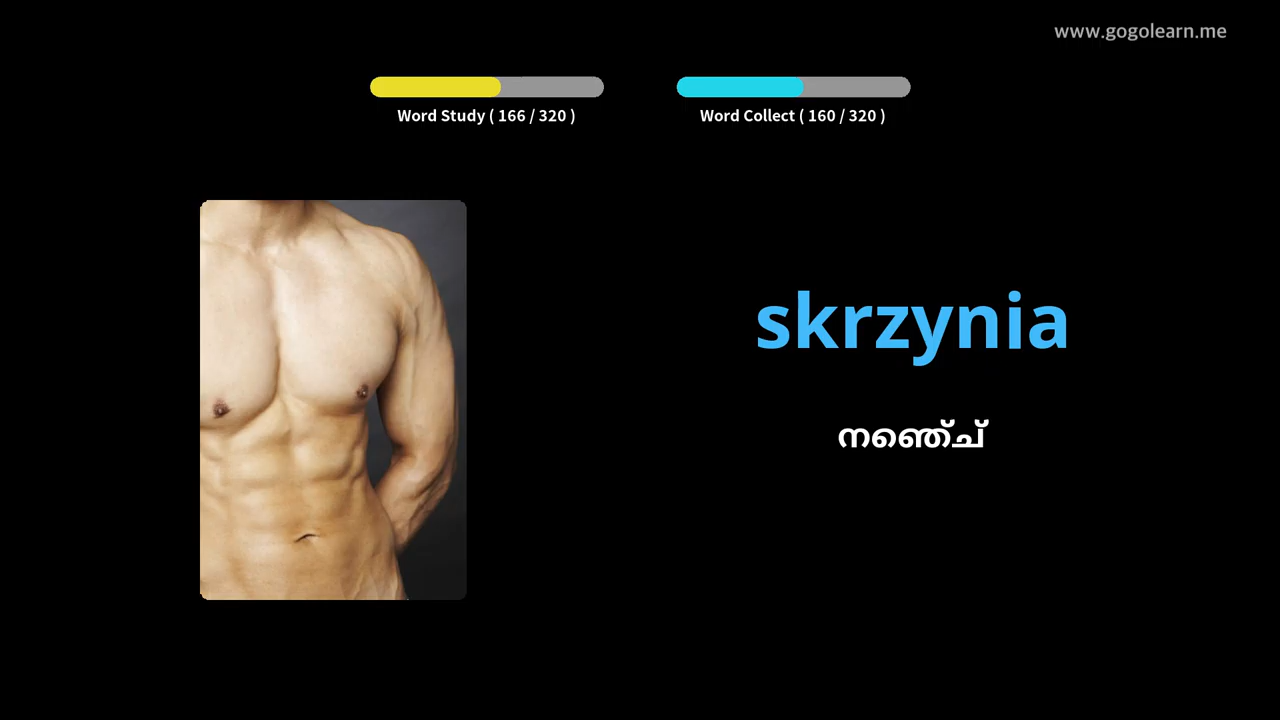 www.gogolearn.me
Word Study ( 166 / 320 )
Word Collect ( 160 / 320 )
skrzynia
നഞ്ചെ്